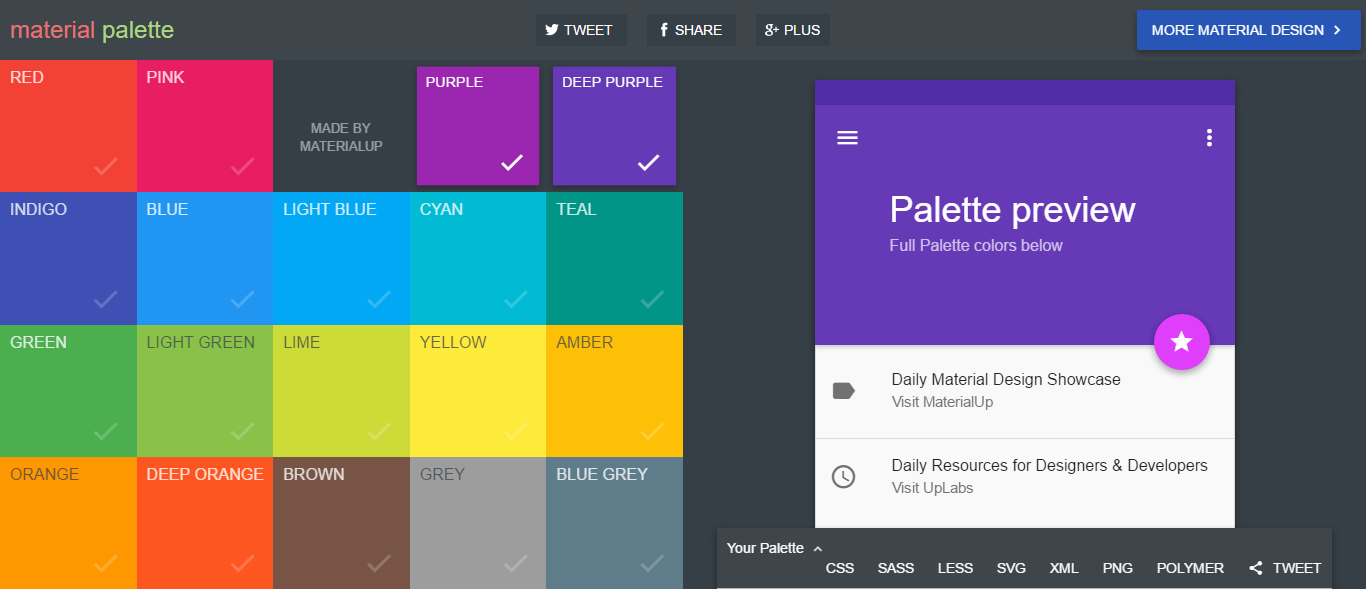 material palette
TWEET
SHARE
PLUS
MORE MATERIAL DESIGN
RED
PINK
MADE BY
MATERIALUP
PURPLE
DEEP PURPLE
INDIGO
BLUE
LIGHT BLUE
CYAN
TEAL
GREEN
LIGHT GREEN
LIME
YELLOW
AMBER
ORANGE
DEEP ORANGE
BROWN
GREY
BLUE GREY
Palette preview
Full Palette colors below
Daily Material Design Showcase
Visit MaterialUp
Daily Resources for Designers & Developers
Visit UpLabs
Your Palette
CSS
SASS
LESS
SVG
XML
PNG
POLYMER
TWEET